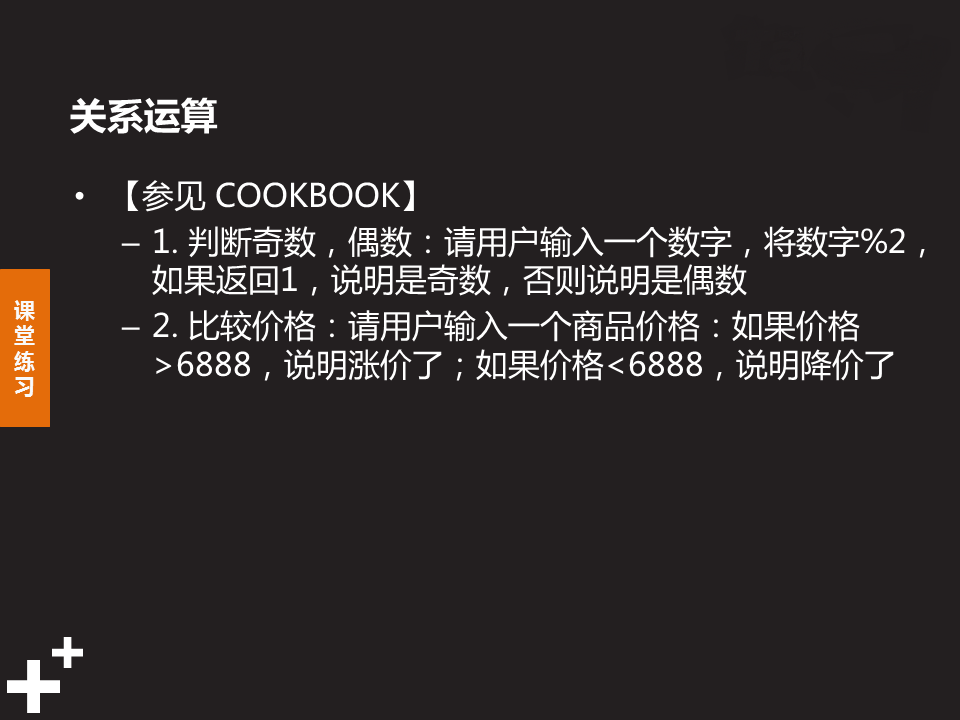 关系运算
• 【参见 COOKBOOK】
– 1. 判断奇数，偶数：请用户输入一个数字，将数字%2，
如果返回1，说明是奇数，否则说明是偶数
– 2. 比较价格：请用户输入一个商品价格：如果价格
>6888，说明涨价了；如果价格<6888，说明降价了
课
堂
练
习